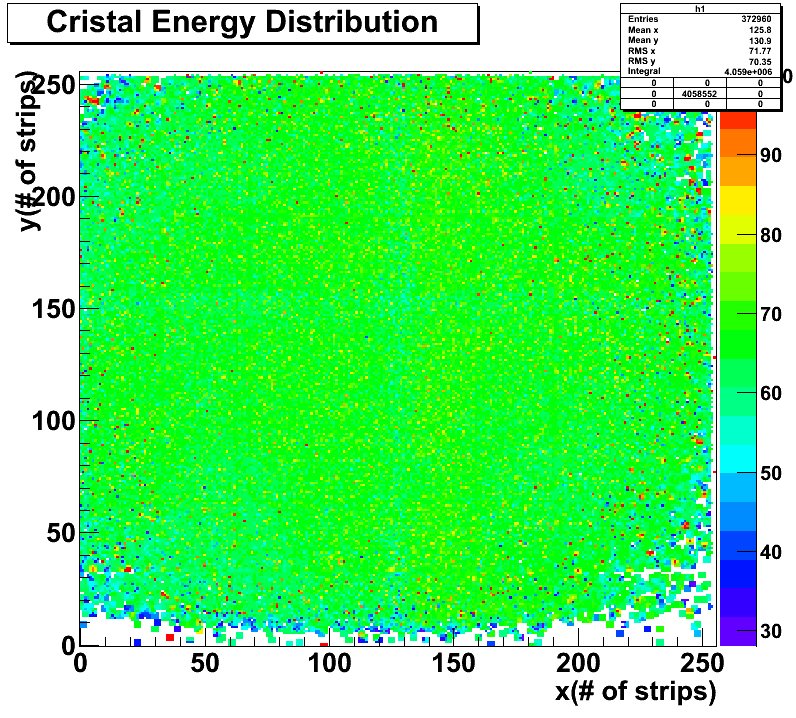 Cristal Energy Distribution
h1
Entries 372960
Mean x 125.8
Mean y 130.9
RMS x 71.77
RMS y 70.35
Integral 4.059e+006
0 0 0
0 4058552 0
0 0 0
y(# of strips)
250
200
150
100
50
0
0 50 100 150 200 250
x(# of strips)
0
90
80
70
60
50
40
30